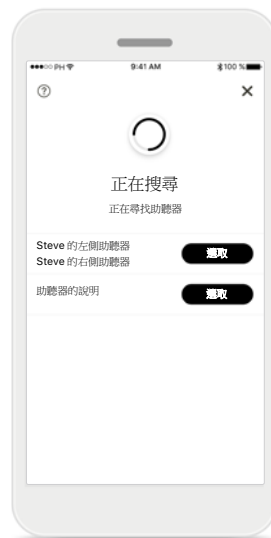 PH 9:41 AM 100 %
?
正在搜尋
正在尋找助聽器
Steve 的左側助聽器
Steve 的右側助聽器
選取
助聽器的說明
選取